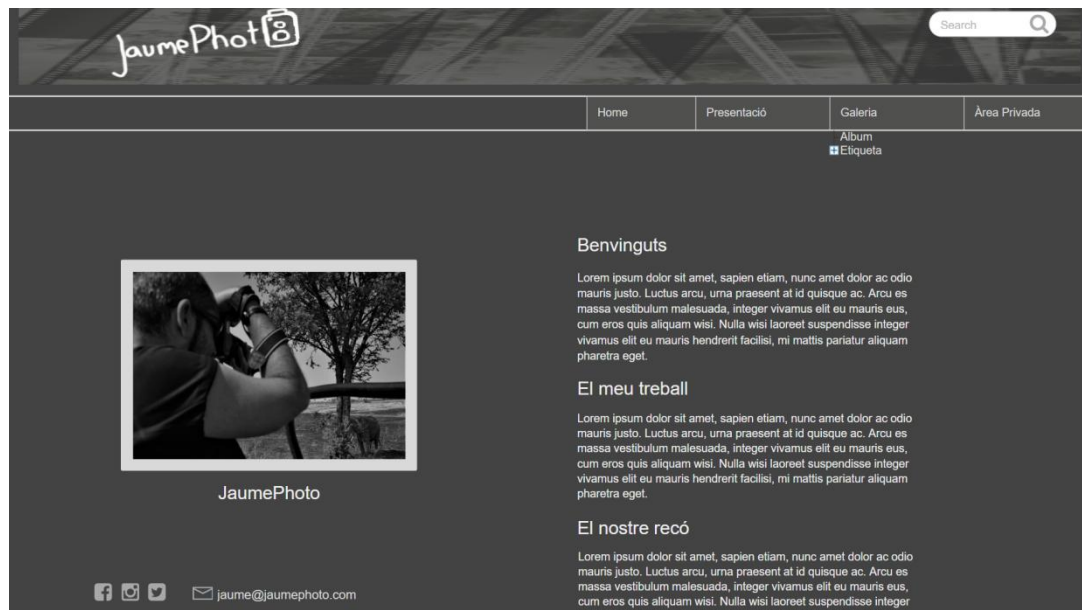 JaumePhoto
Search
Home
Presentació
Galeria
Àrea Privada
Album
Etiqueta
Benvinguts
Lorem ipsum dolor sit amet, sapien etiam, nunc amet dolor ac odio
mauris justo. Luctus arcu, urna praesent at id quisque ac. Arcu es
massa vestibulum malesuada, integer vivamus elit eu mauris eus,
cum eros quis aliquam wisi. Nulla wisi laoreet suspendisse integer
vivamus elit eu mauris hendrerit facilisi, mi mattis pariatur aliquam
pharetra eget.
El meu treball
Lorem ipsum dolor sit amet, sapien etiam, nunc amet dolor ac odio
mauris justo. Luctus arcu, urna praesent at id quisque ac. Arcu es
massa vestibulum malesuada, integer vivamus elit eu mauris eus,
cum eros quis aliquam wisi. Nulla wisi laoreet suspendisse integer
vivamus elit eu mauris hendrerit facilisi, mi mattis pariatur aliquam
pharetra eget.
El nostre recó
Lorem ipsum dolor sit amet, sapien etiam, nunc amet dolor ac odio
mauris justo. Luctus arcu, urna praesent at id quisque ac. Arcu es
massa vestibulum malesuada, integer vivamus elit eu mauris eus,
cum eros quis aliquam wisi. Nulla wisi laoreet suspendisse integer
JaumePhoto
jaume@jaumephoto.com